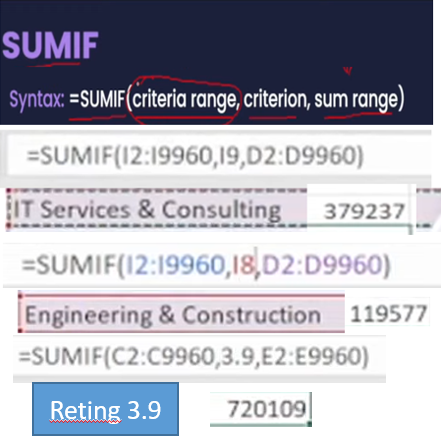 SUMIF
Syntax: =SUMIF(criteria range, criterion, sum range)
=SUMIF(I2:I9960,I9,D2:D9960)
IT Services & Consulting 379237
=SUMIF(I2:I9960,I8,D2:D9960)
Engineering & Construction 119577
=SUMIF(C2:C9960,3.9,E2:E9960)
Reting 3.9 720109